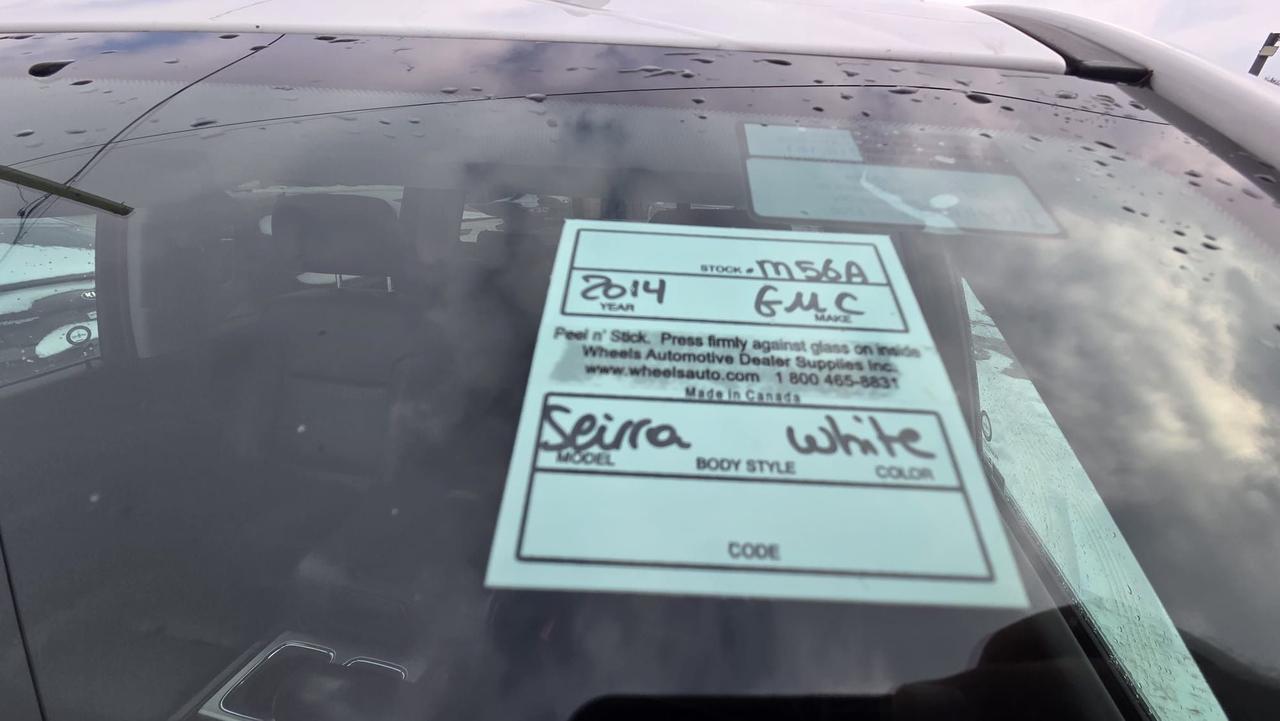 STOCK• M56A
2014 GMC
YEAR MAKE
Peel n' Stick. Press firmly against glass on inside
Wheels Automotive Dealer Supplies Inc.
www.wheelsauto.com 1 800 465-8831
Made in Canada
Seirra White
MODEL BODY STYLE COLOR
CODE